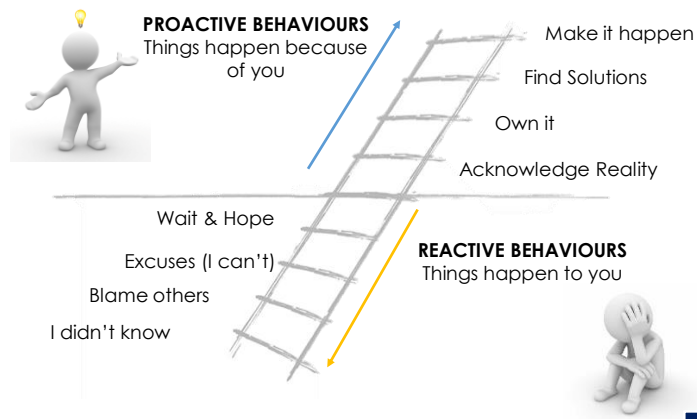 PROACTIVE BEHAVIOURS
Things happen because
of you
Make it happen
Find Solutions
Own it
Acknowledge Reality
Wait & Hope
Excuses (I can't)
Blame others
I didn't know
REACTIVE BEHAVIOURS
Things happen to you